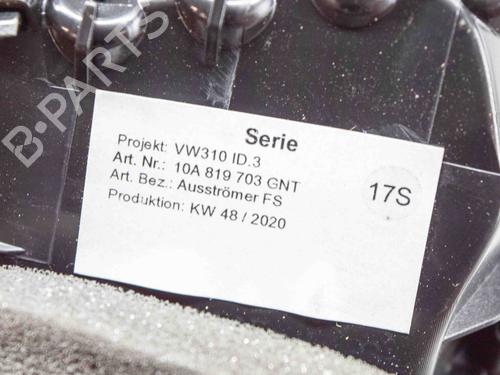 B-PARTS
Serie
Projekt: VW310 ID.3
Art. Nr.: 10A 819 703 GNT
Art. Bez.: Ausströmer FS
Produktion: KW 48 / 2020
17S